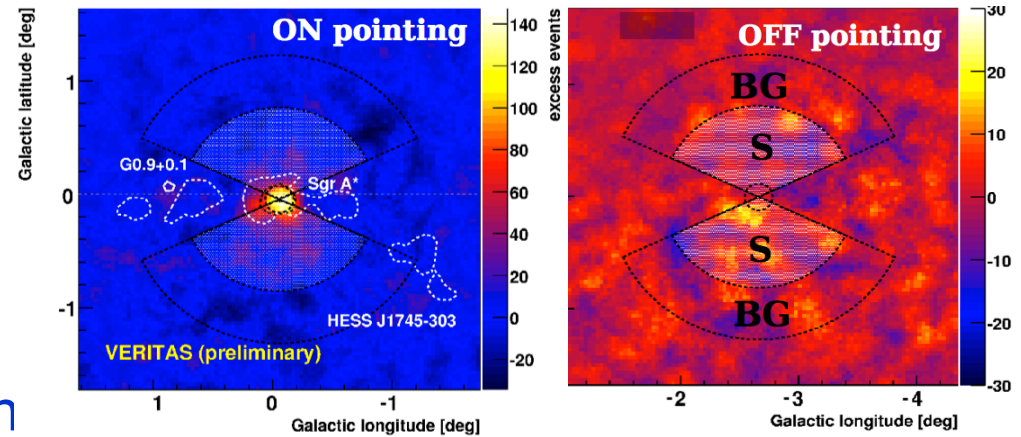 ON pointing
Galactic latitude [deg]
1
0
-1
G0.9+0.1
Sgr A*
HESS J1745-303
VERITAS (preliminary)
1
0
-1
Galactic longitude [deg]
140
120
100
80
60
40
20
0
-20
excess events
OFF pointing
BG
S
S
BG
-2
-3
-4
Galactic longitude [deg]
30
20
10
0
-10
-20
-30
n